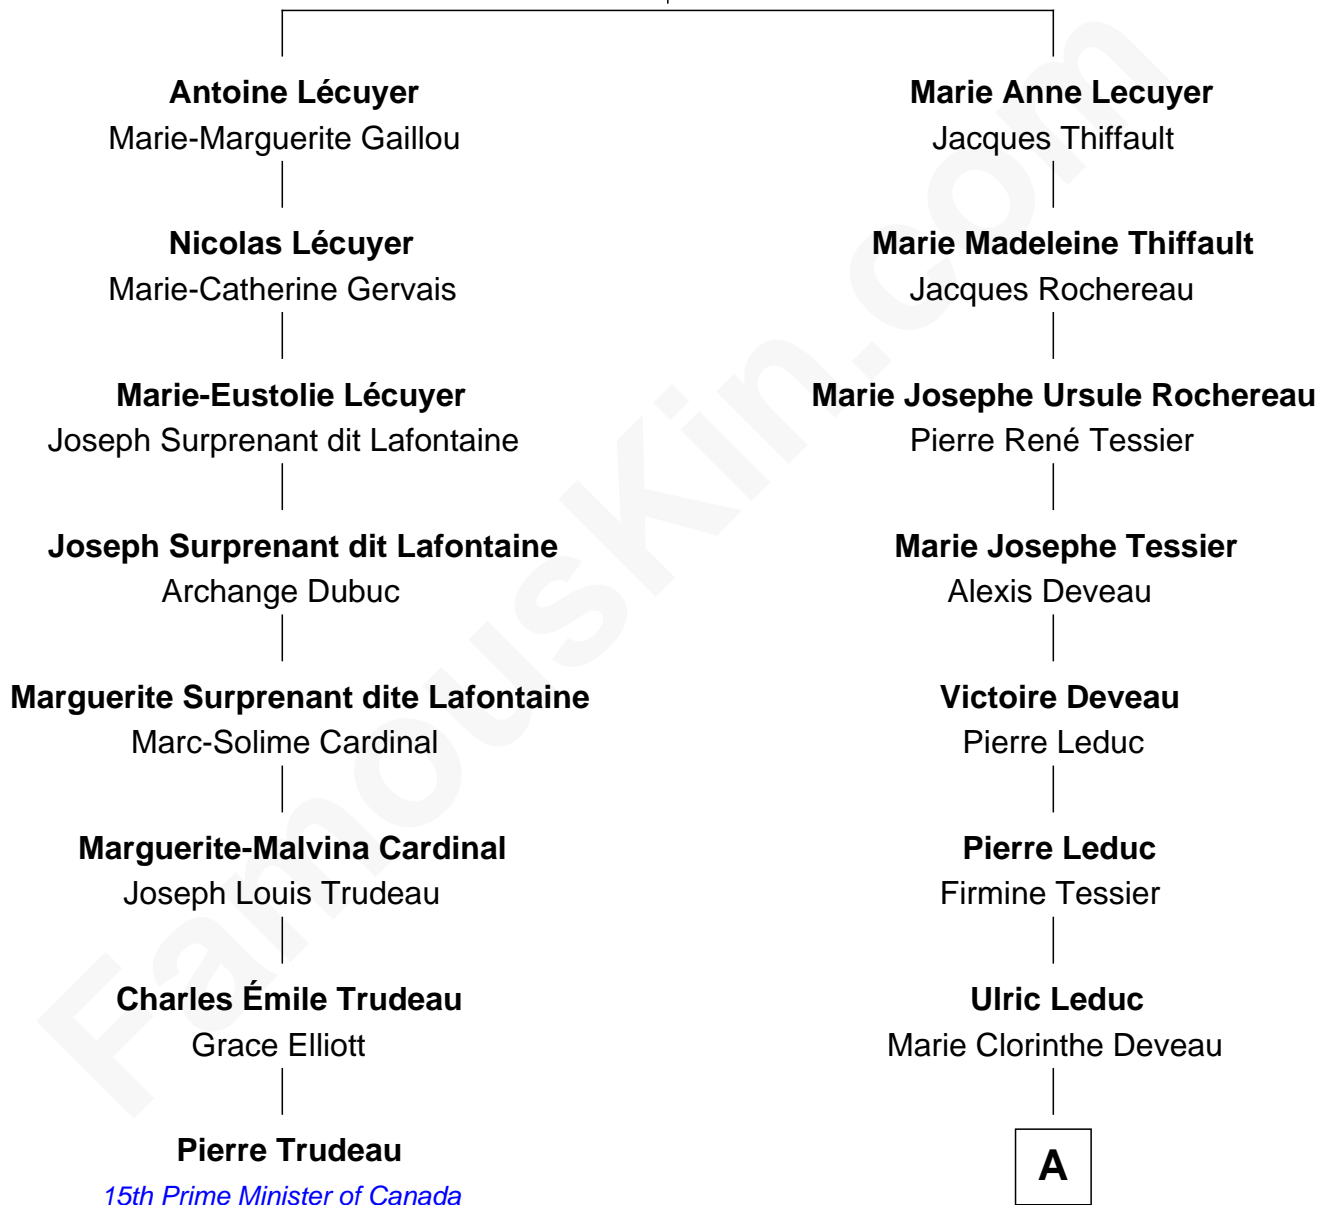 Antoine Lécuyer
Marie-Marguerite Gaillou
Nicolas Lécuyer
Marie-Catherine Gervais
Marie-Eustolie Lécuyer
Joseph Surprenant dit Lafontaine
Joseph Surprenant dit Lafontaine
Archange Dubuc
Marguerite Surprenant dite Lafontaine
Marc-Solime Cardinal
Marguerite-Malvina Cardinal
Joseph Louis Trudeau
Charles Émile Trudeau
Grace Elliott
Pierre Trudeau
15th Prime Minister of Canada
Marie Anne Lecuyer
Jacques Thiffault
Marie Madeleine Thiffault
Jacques Rochereau
Marie Josephe Ursule Rochereau
Pierre René Tessier
Marie Josephe Tessier
Alexis Deveau
Victoire Deveau
Pierre Leduc
Pierre Leduc
Firmine Tessier
Ulric Leduc
Marie Clorinthe Deveau
A
FamousKin.com